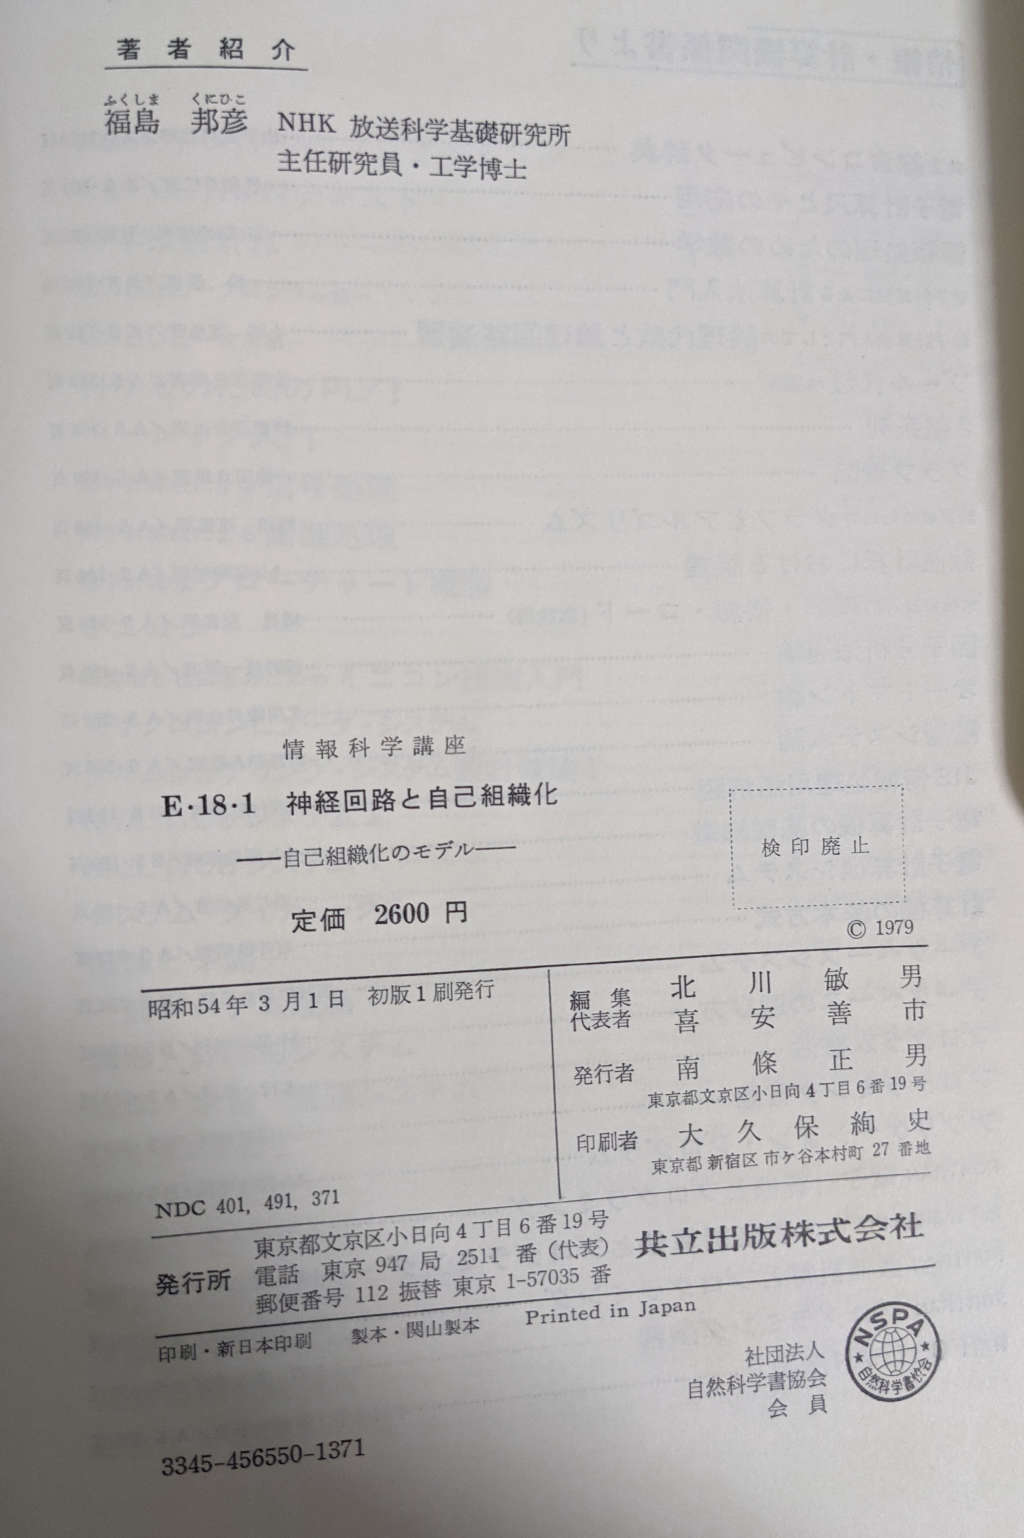 著者紹介
ふくしま くにひこ
福島 邦彦 NHK 放送科学基礎研究所
主任研究員・工学博士
情報科学講座
E·18·1 神経回路と自己組織化
——自己組織化のモデル——
定価 2600 円
検印廃止
© 1979
昭和54年3月1日 初版1刷発行
編集代表者 北川敏男
喜安善市
発行者 南條正男
東京都文京区小日向4丁目6番19号
印刷者 大久保絢史
東京都新宿区市ケ谷本村町27番地
NDC 401, 491, 371
発行所
東京都文京区小日向4丁目6番19号
電話 東京 947 局 2511 番(代表)
郵便番号 112 振替 東京 1-57035 番
共立出版株式会社
印刷・新日本印刷 製本・関山製本 Printed in Japan
社団法人
自然科学書協会
会員
NSPA
自然科学書協会
3345-456550-1371